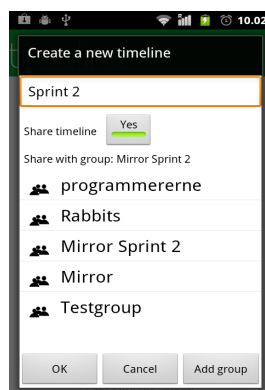 10.02
Create a new timeline
Sprint 2
Share timeline Yes
Share with group: Mirror Sprint 2
programmererne
Rabbits
Mirror Sprint 2
Mirror
Testgroup
OK Cancel Add group